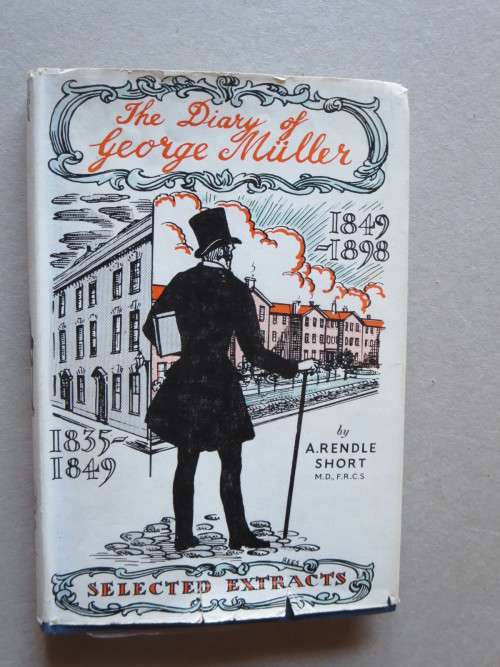 The Diary of
George Müller
1849
-1898
1835-
1849
by
A. RENDLE
SHORT
M.D., F.R.C.S
SELECTED EXTRACTS